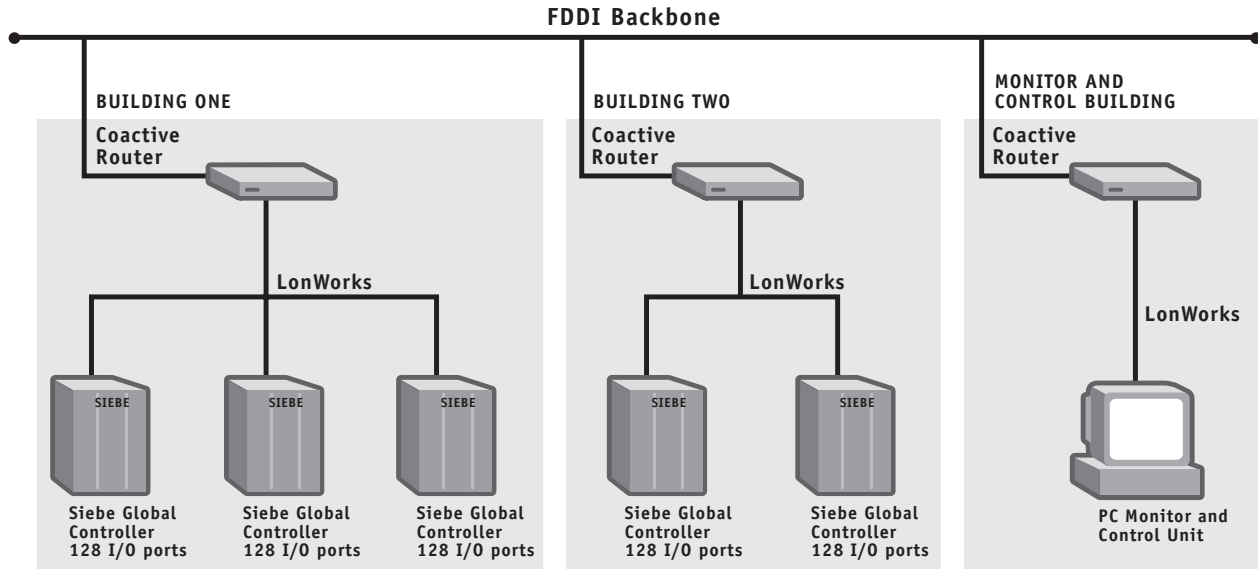 FDDI Backbone
BUILDING ONE
Coactive
Router
LonWorks
SIEBE
SIEBE
SIEBE
Siebe Global
Controller
128 I/O ports
Siebe Global
Controller
128 I/O ports
Siebe Global
Controller
128 I/O ports
BUILDING TWO
Coactive
Router
LonWorks
SIEBE
SIEBE
Siebe Global
Controller
128 I/O ports
Siebe Global
Controller
128 I/O ports
MONITOR AND
CONTROL BUILDING
Coactive
Router
LonWorks
PC Monitor and
Control Unit